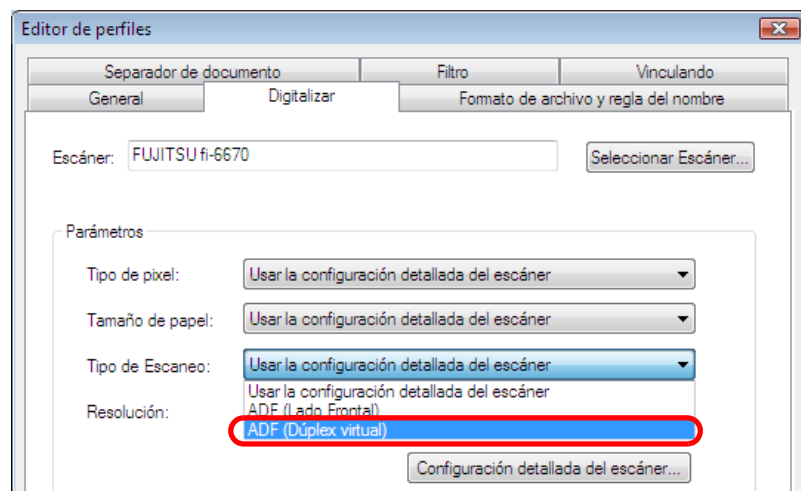 Editor de perfiles
Separador de documento Filtro Vinculando
General Digitalizar Formato de archivo y regla del nombre
Escáner: FUJITSU fi-6670 Seleccionar Escáner...
Parámetros
Tipo de pixel: Usar la configuración detallada del escáner
Tamaño de papel: Usar la configuración detallada del escáner
Tipo de Escaneo: Usar la configuración detallada del escáner
Usar la configuración detallada del escáner
Resolución: ADF (Lado Frontal)
ADF (Dúplex virtual)
Configuración detallada del escáner...